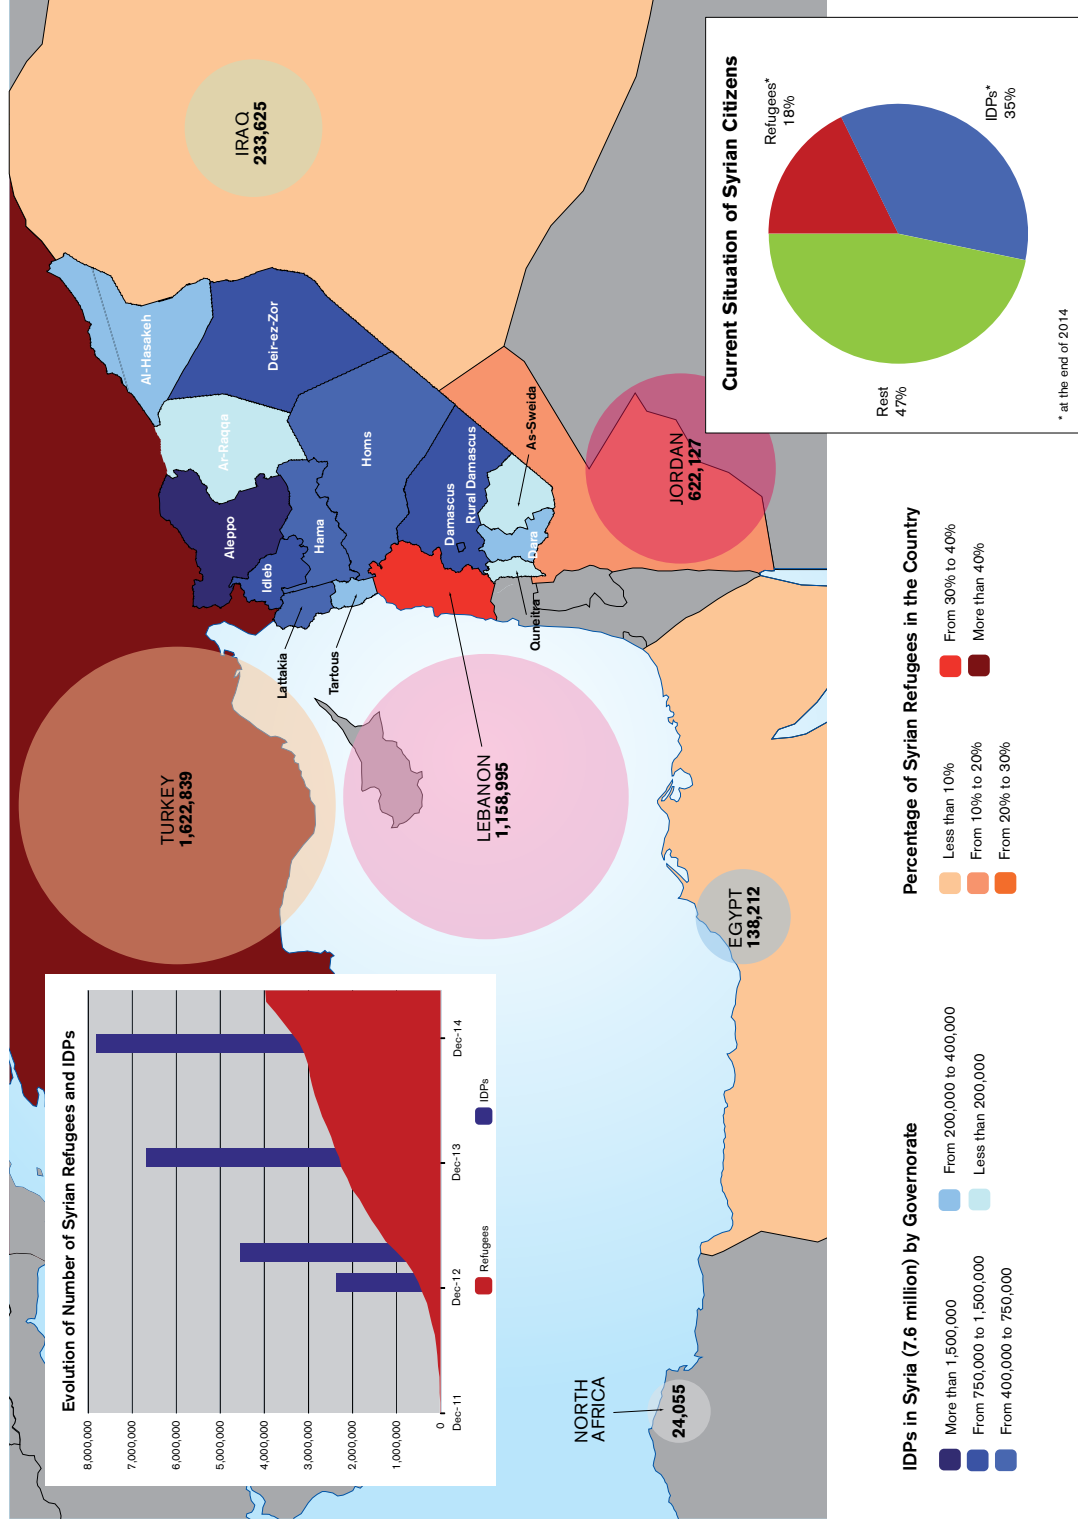 Evolution of Number of Syrian Refugees and IDPs
8,000,000
7,000,000
6,000,000
5,000,000
4,000,000
3,000,000
2,000,000
1,000,000
0
Dec-11
Dec-12
Dec-13
Dec-14
Refugees
IDPs
TURKEY
1,622,839
LEBANON
1,158,995
IRAQ
233,625
JORDAN
622,127
EGYPT
138,212
NORTH
AFRICA
24,055
Al-Hasakeh
Ar-Raqqa
Deir-ez-Zor
Aleppo
Idleb
Hama
Homs
Lattakia
Tartous
Damascus
Rural Damascus
As-Sweida
Dara
Quneitra
Current Situation of Syrian Citizens
Refugees*
18%
IDPs*
35%
Rest
47%
* at the end of 2014
IDPs in Syria (7.6 million) by Governorate
More than 1,500,000
From 750,000 to 1,500,000
From 400,000 to 750,000
From 200,000 to 400,000
Less than 200,000
Percentage of Syrian Refugees in the Country
Less than 10%
From 10% to 20%
From 20% to 30%
From 30% to 40%
More than 40%